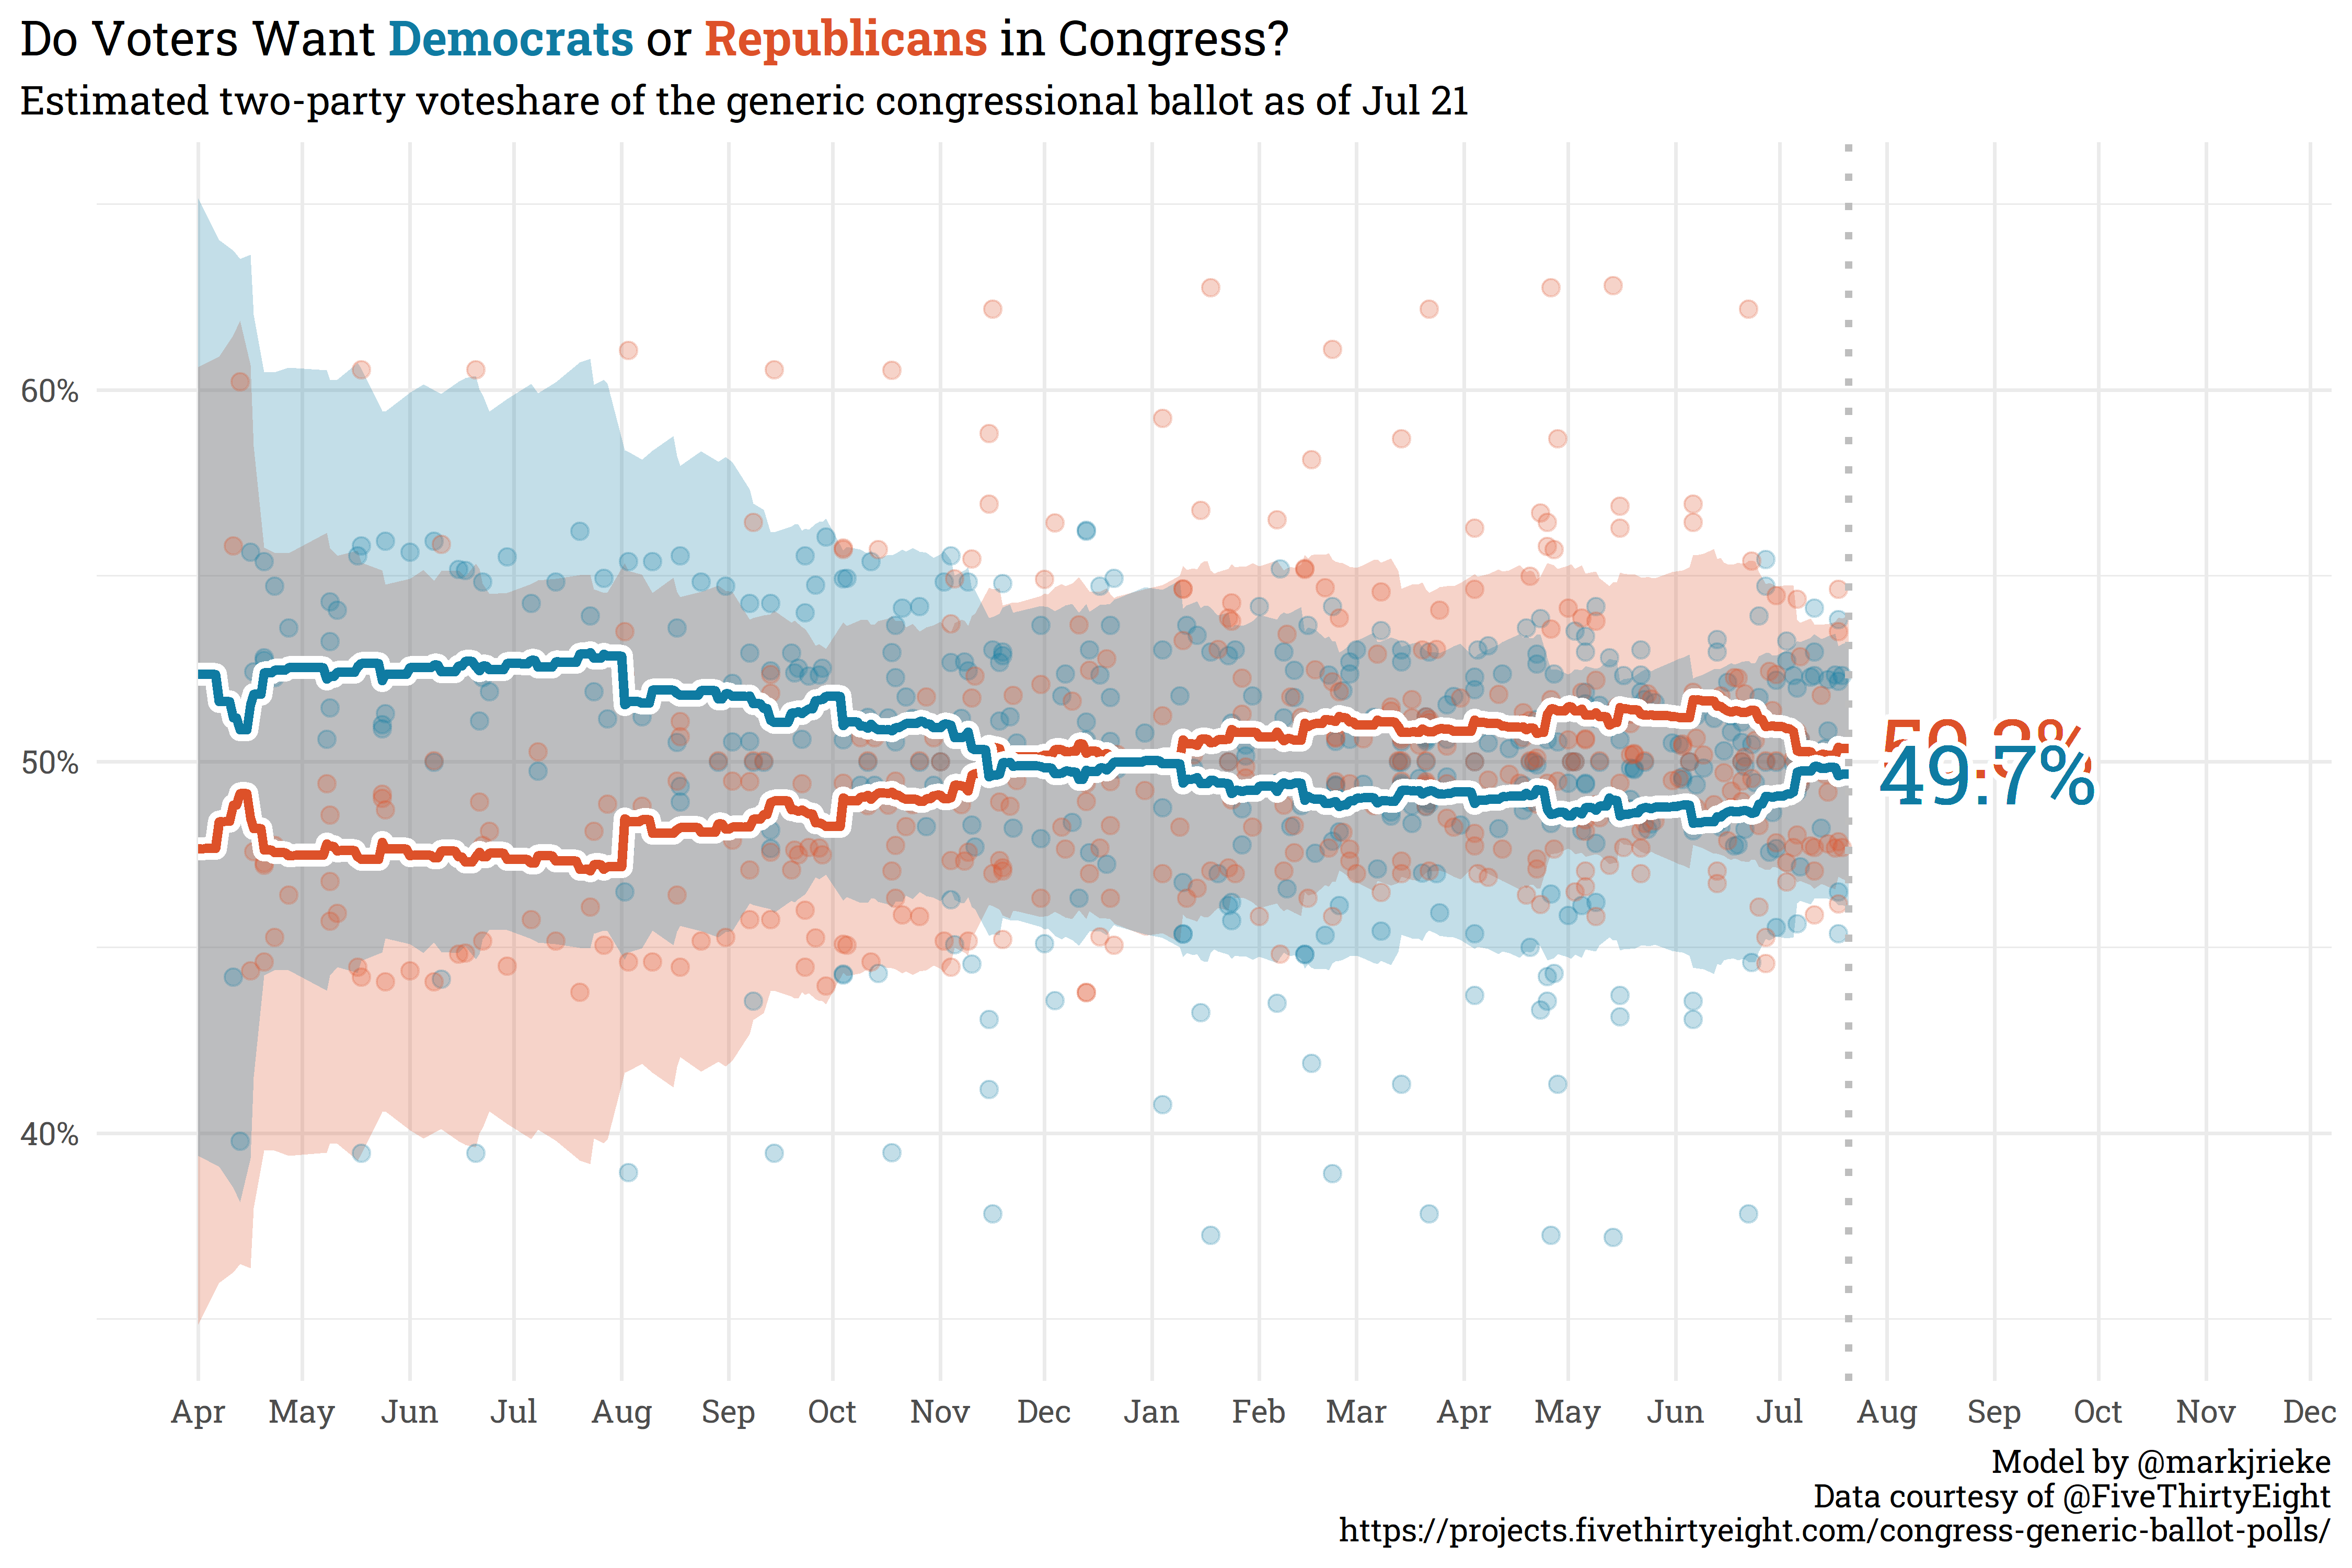 Do Voters Want Democrats or Republicans in Congress?
Estimated two-party voteshare of the generic congressional ballot as of Jul 21
60%
50%
40%
49.7%
Apr May Jun Jul Aug Sep Oct Nov Dec Jan Feb Mar Apr May Jun Jul Aug Sep Oct Nov Dec
Model by @markjrieke
Data courtesy of @FiveThirtyEight
https://projects.fivethirtyeight.com/congress-generic-ballot-polls/